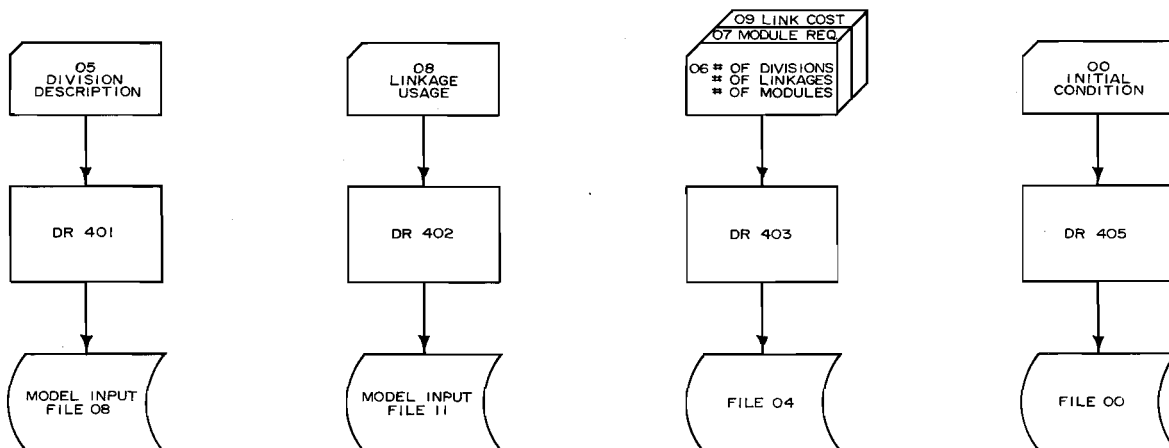 05
DIVISION
DESCRIPTION
08
LINKAGE
USAGE
09 LINK COST
07 MODULE REQ.
06 # OF DIVISIONS
# OF LINKAGES
# OF MODULES
00
INITIAL
CONDITION
DR 401
DR 402
DR 403
DR 405
MODEL INPUT
FILE 08
MODEL INPUT
FILE 11
FILE 04
FILE 00